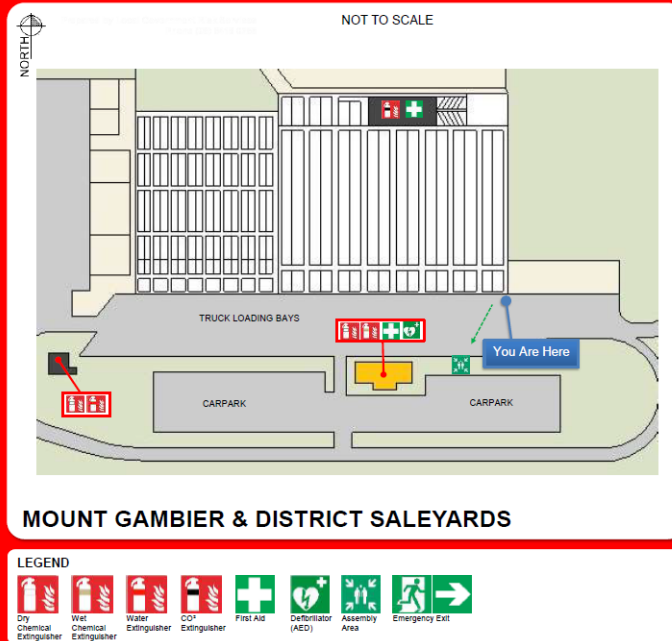 NOT TO SCALE
NORTH
TRUCK LOADING BAYS
You Are Here
CARPARK
CARPARK
MOUNT GAMBIER & DISTRICT SALEYARDS
LEGEND
Dry
Chemical
Extinguisher
Wet
Chemical
Extinguisher
Water
Extinguisher
CO²
Extinguisher
First Aid
Defibrillator
(AED)
Assembly
Area
Emergency Exit